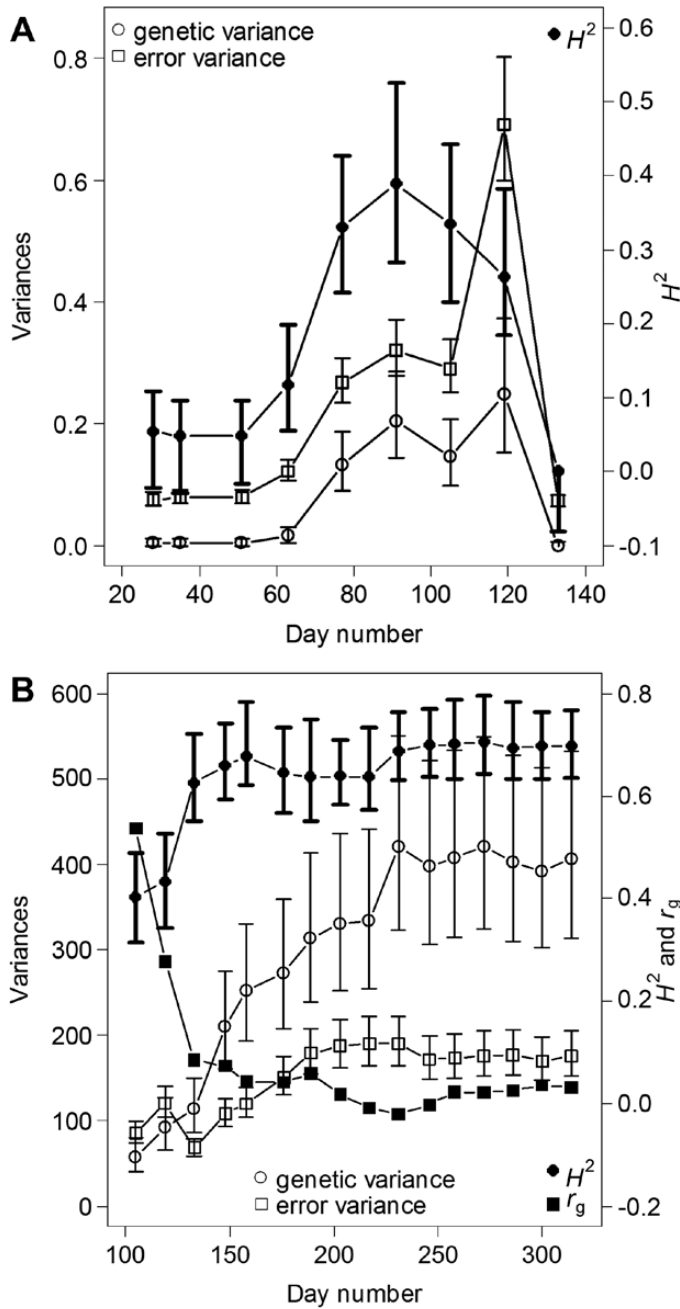 A
genetic variance
error variance
H²
0.8
0.6
0.4
0.2
0.0
Variances
0.6
0.5
0.4
0.3
0.2
0.1
0.0
-0.1
H²
20 40 60 80 100 120 140
Day number
B
600
500
400
300
200
100
0
Variances
0.8
0.6
0.4
0.2
0.0
-0.2
H² and rg
genetic variance
error variance
H²
rg
100 150 200 250 300
Day number